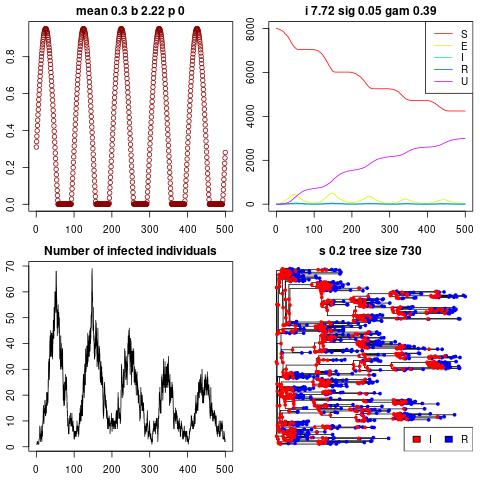 mean 0.3 b 2.22 p 0
0.0 0.2 0.4 0.6 0.8
0 100 200 300 400 500
i 7.72 sig 0.05 gam 0.39
0 2000 4000 6000 8000
S
E
I
R
U
0 100 200 300 400 500
Number of infected individuals
0 10 20 30 40 50 60 70
0 100 200 300 400 500
s 0.2 tree size 730
I R